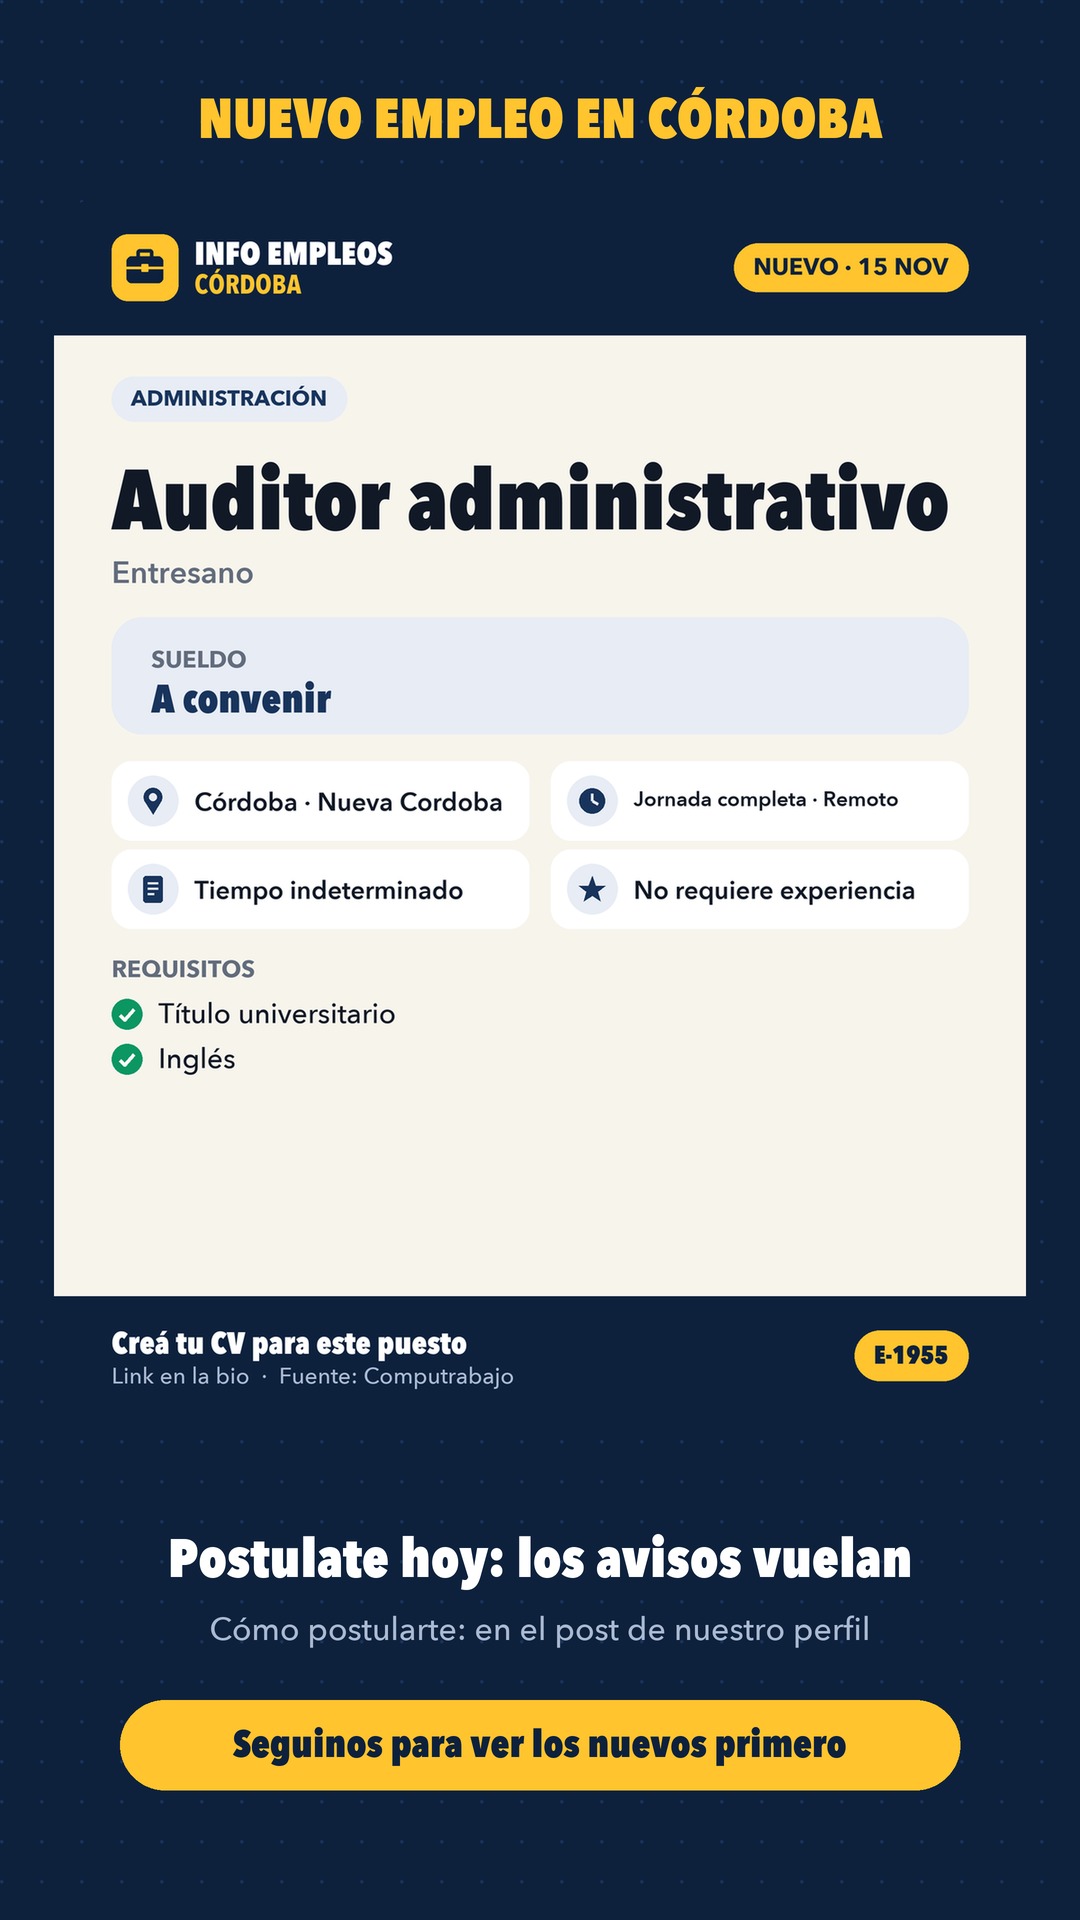 NUEVO EMPLEO EN CÓRDOBA
INFO EMPLEOS
CÓRDOBA
NUEVO · 15 NOV
ADMINISTRACIÓN
Auditor administrativo
Entresano
SUELDO
A convenir
Córdoba · Nueva Cordoba
Jornada completa · Remoto
Tiempo indeterminado
No requiere experiencia
REQUISITOS
Título universitario
Inglés
Creá tu CV para este puesto
Link en la bio · Fuente: Computrabajo
E-1955
Postulate hoy: los avisos vuelan
Cómo postularte: en el post de nuestro perfil
Seguinos para ver los nuevos primero